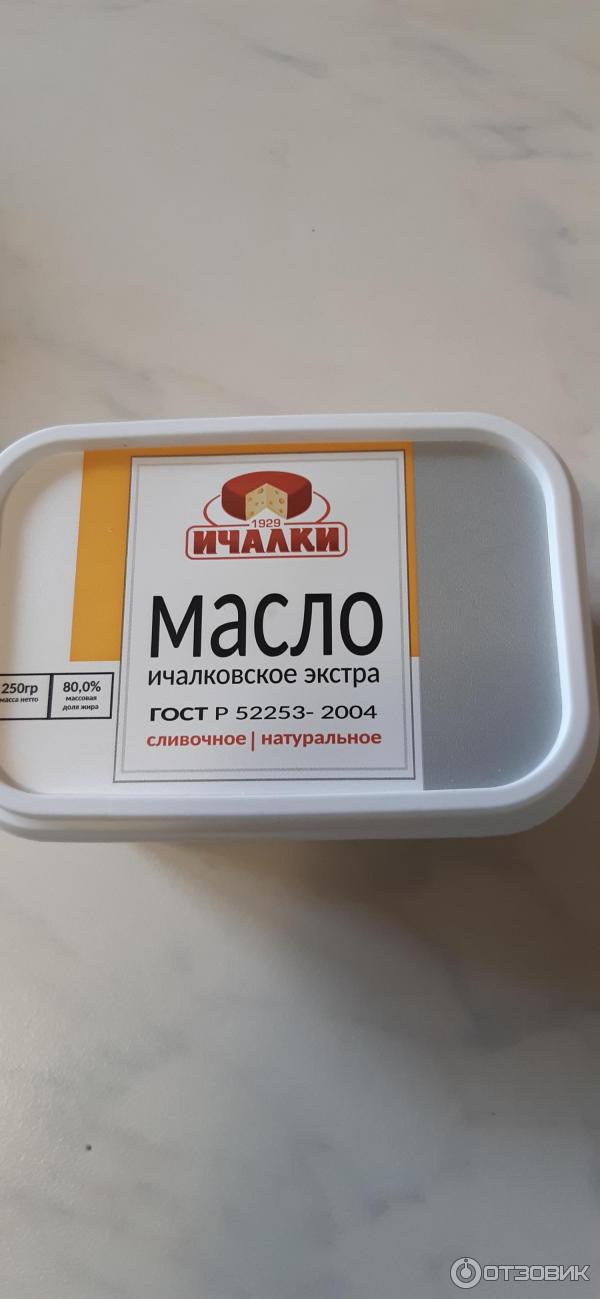 1929
ИЧАЛКИ
масло
ичалковское экстра
ГОСТ Р 52253- 2004
сливочное | натуральное
250гр
масса нетто
80,0%
массовая
доля жира
ОТЗОВИК